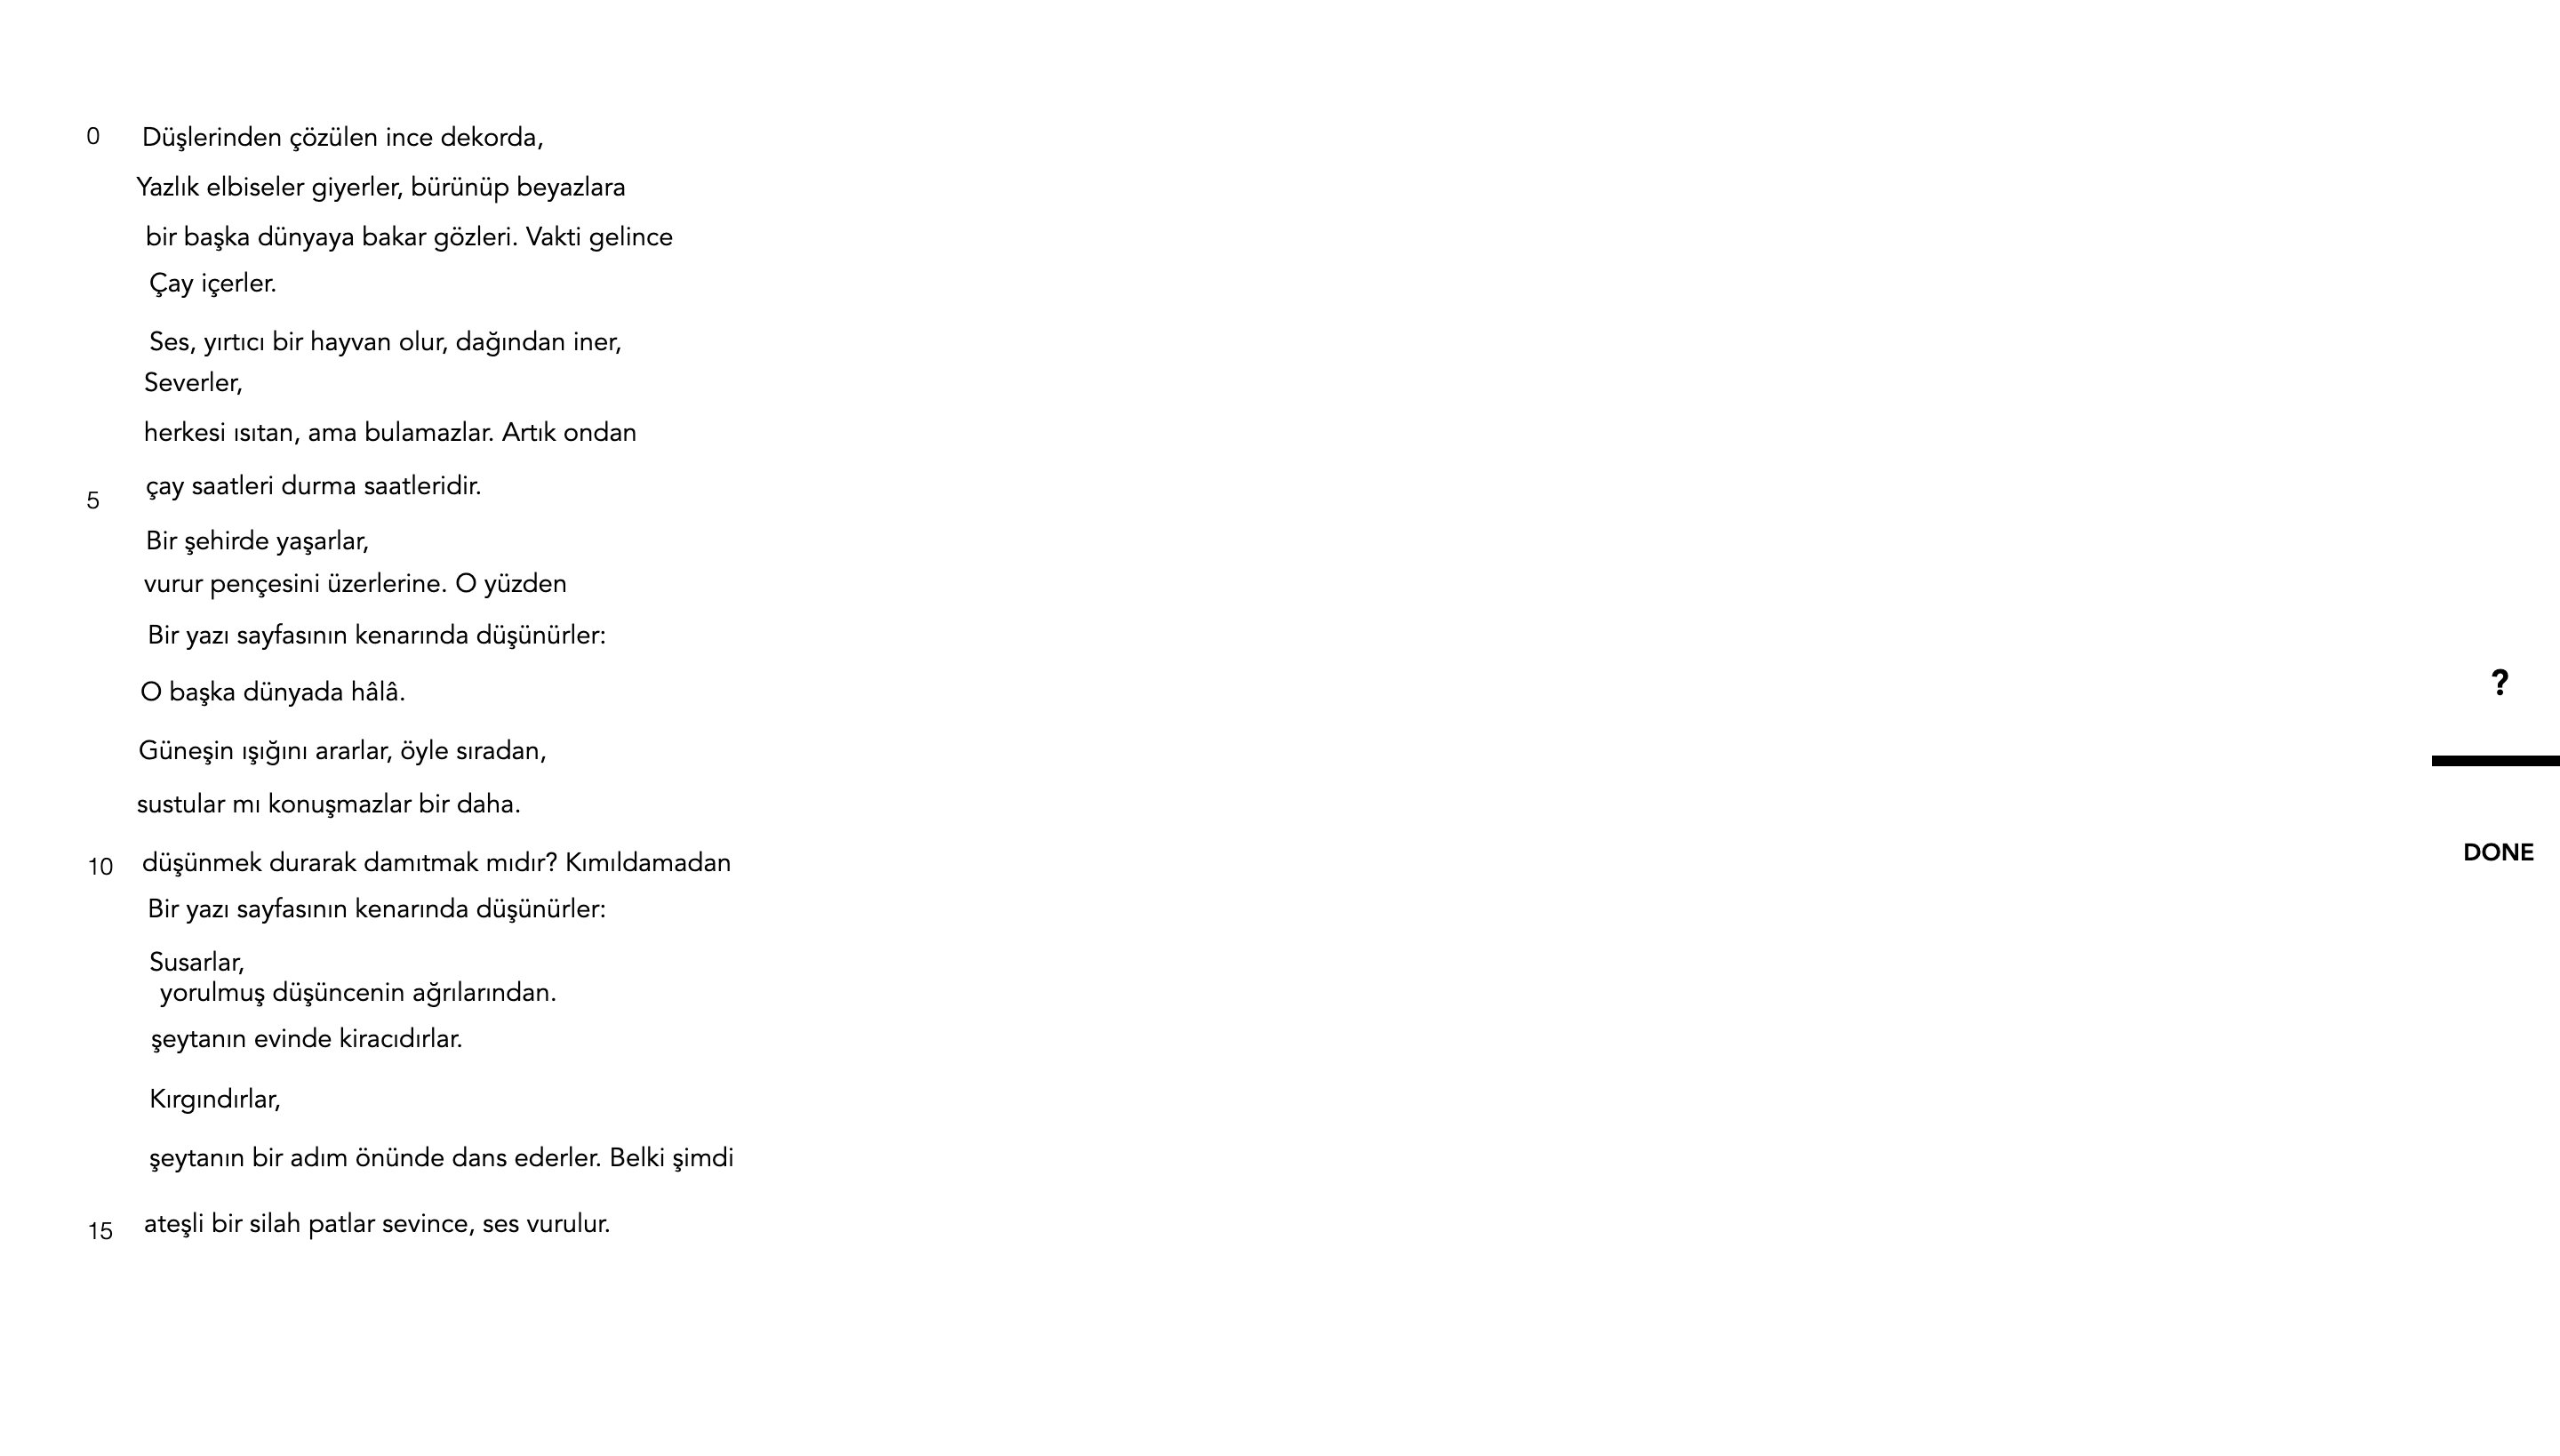 0 Düşlerinden çözülen ince dekorda,
Yazlık elbiseler giyerler, bürünüp beyazlara
bir başka dünyaya bakar gözleri. Vakti gelince
Çay içerler.
Ses, yırtıcı bir hayvan olur, dağından iner,
Severler,
herkesi ısıtan, ama bulamazlar. Artık ondan
5 çay saatleri durma saatleridir.
Bir şehirde yaşarlar,
vurur pençesini üzerlerine. O yüzden
Bir yazı sayfasının kenarında düşünürler:
O başka dünyada hâlâ.
Güneşin ışığını ararlar, öyle sıradan,
sustular mı konuşmazlar bir daha.
10 düşünmek durarak damıtmak mıdır? Kımıldamadan
Bir yazı sayfasının kenarında düşünürler:
Susarlar,
yorulmuş düşüncenin ağrılarından.
şeytanın evinde kiracıdırlar.
Kırgındırlar,
şeytanın bir adım önünde dans ederler. Belki şimdi
15 ateşli bir silah patlar sevince, ses vurulur.
?
DONE